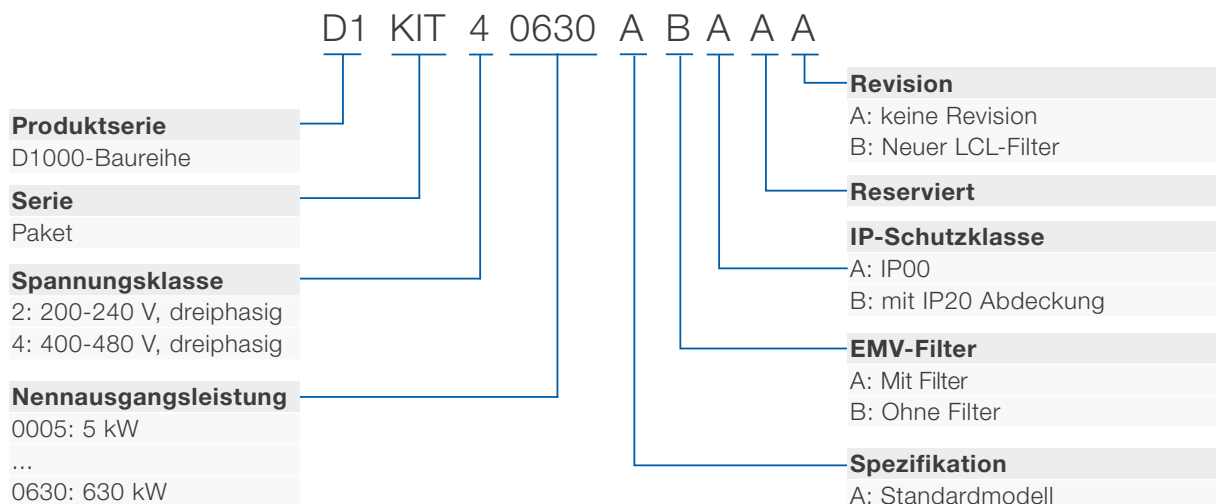 D1 KIT 4 0630 A B A A A
Produktserie
D1000-Baureihe
Serie
Paket
Spannungsklasse
2: 200-240 V, dreiphasig
4: 400-480 V, dreiphasig
Nennausgangsleistung
0005: 5 kW
...
0630: 630 kW
Revision
A: keine Revision
B: Neuer LCL-Filter
Reserviert
IP-Schutzklasse
A: IP00
B: mit IP20 Abdeckung
EMV-Filter
A: Mit Filter
B: Ohne Filter
Spezifikation
A: Standardmodell